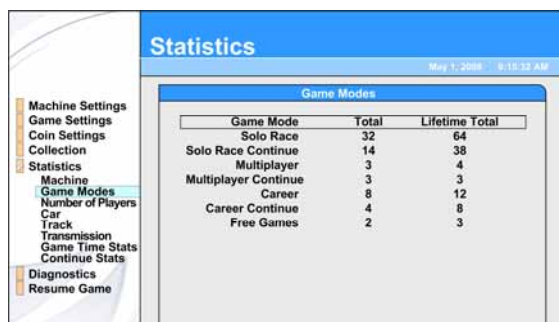 Statistics
May 1, 2008 9:15:32 AM
Machine Settings
Game Settings
Coin Settings
Collection
Statistics
Machine
Game Modes
Number of Players
Car
Track
Transmission
Game Time Stats
Continue Stats
Diagnostics
Resume Game
Game Modes
Game Mode Total Lifetime Total
Solo Race 32 64
Solo Race Continue 14 38
Multiplayer 3 4
Multiplayer Continue 3 3
Career 8 12
Career Continue 4 8
Free Games 2 3